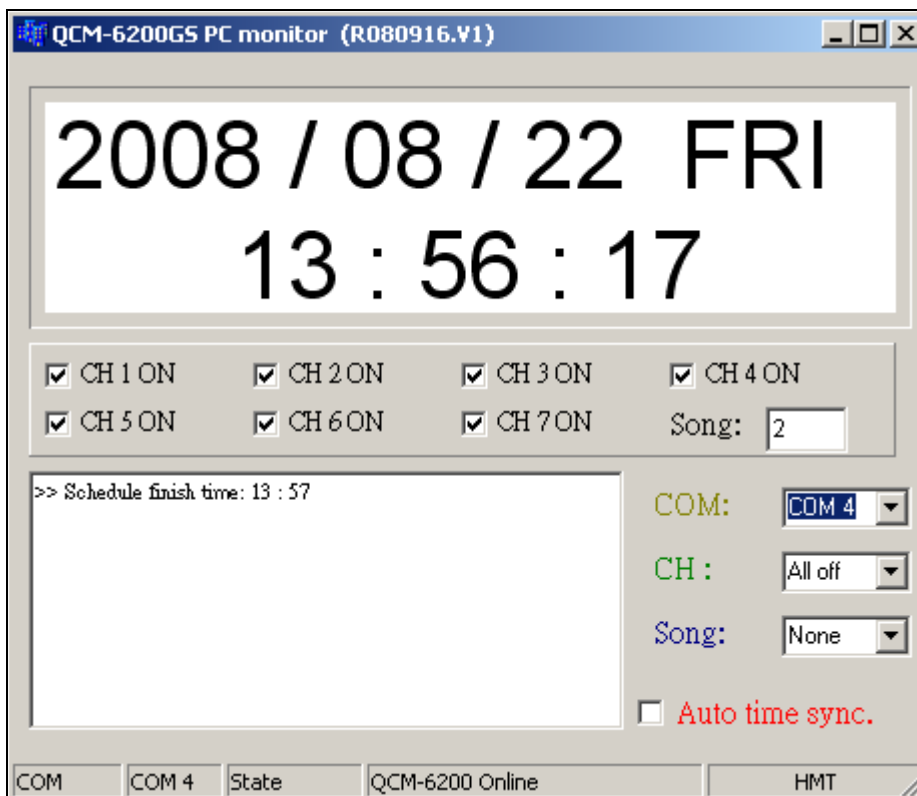 QCM-6200GS PC monitor (R080916.V1)
2008 / 08 / 22 FRI
13 : 56 : 17
CH 1 ON CH 2 ON CH 3 ON CH 4 ON
CH 5 ON CH 6 ON CH 7 ON Song: 2
>> Schedule finish time: 13 : 57
COM: COM 4
CH : All off
Song: None
Auto time sync.
COM COM 4 State QCM-6200 Online HMT